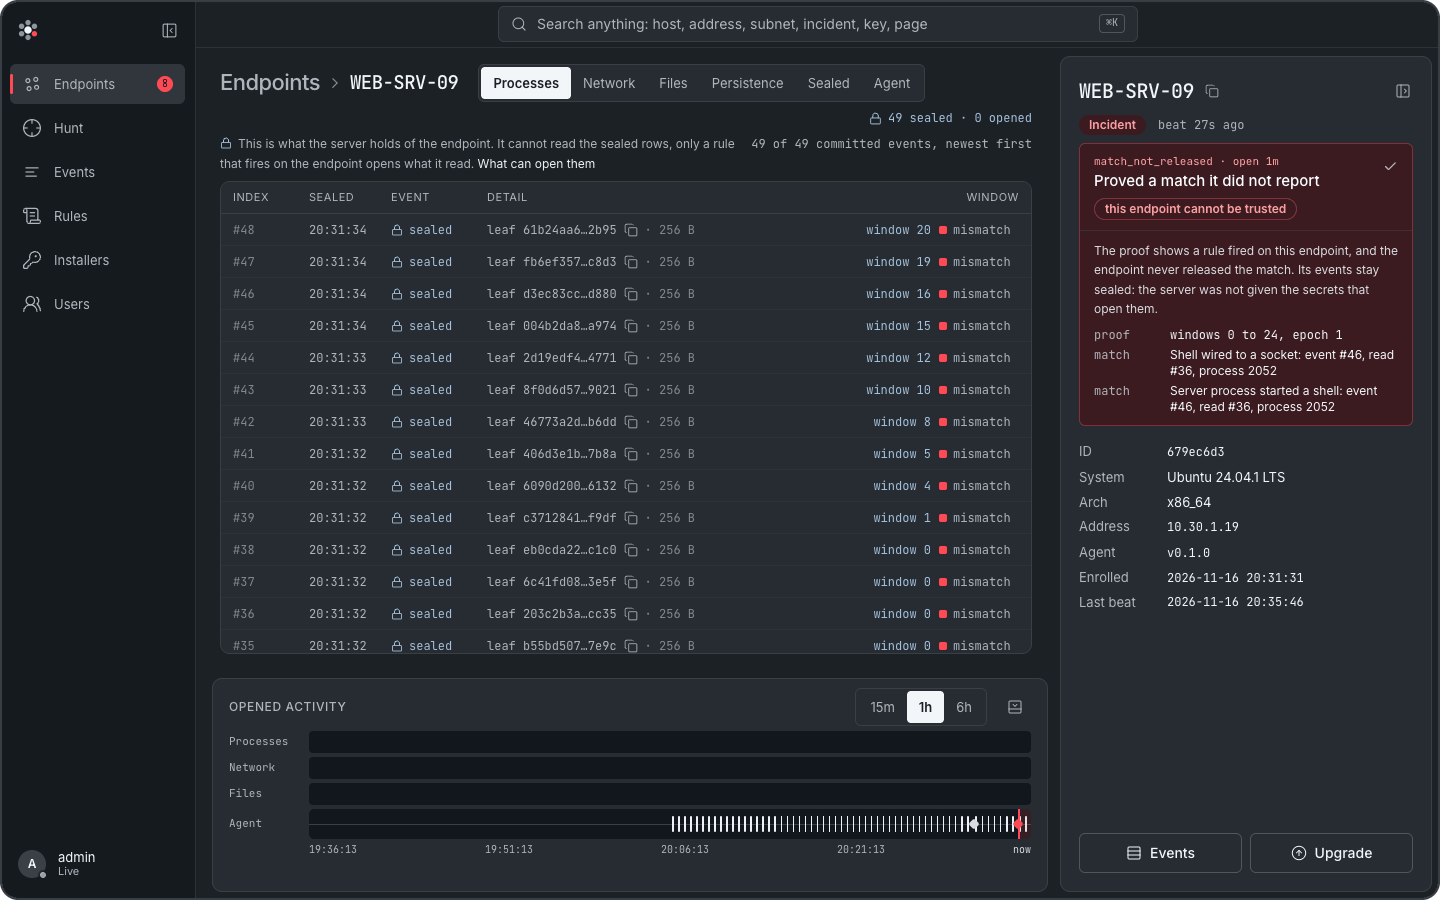 Search anything: host, address, subnet, incident, key, page
⌘K
Endpoints
8
Hunt
Events
Rules
Installers
Users
A
admin
Live
Endpoints > WEB-SRV-09
Processes
Network
Files
Persistence
Sealed
Agent
49 sealed · 0 opened
This is what the server holds of the endpoint. It cannot read the sealed rows, only a rule
that fires on the endpoint opens what it read. What can open them
49 of 49 committed events, newest first
INDEX SEALED EVENT DETAIL WINDOW
#48 20:31:34 sealed leaf 61b24aa6…2b95 · 256 B window 20 mismatch
#47 20:31:34 sealed leaf fb6ef357…c8d3 · 256 B window 19 mismatch
#46 20:31:34 sealed leaf d3ec83cc…d880 · 256 B window 16 mismatch
#45 20:31:34 sealed leaf 004b2da8…a974 · 256 B window 15 mismatch
#44 20:31:33 sealed leaf 2d19edf4…4771 · 256 B window 12 mismatch
#43 20:31:33 sealed leaf 8f0d6d57…9021 · 256 B window 10 mismatch
#42 20:31:33 sealed leaf 46773a2d…b6dd · 256 B window 8 mismatch
#41 20:31:32 sealed leaf 406d3e1b…7b8a · 256 B window 5 mismatch
#40 20:31:32 sealed leaf 6090d200…6132 · 256 B window 4 mismatch
#39 20:31:32 sealed leaf c3712841…f9df · 256 B window 1 mismatch
#38 20:31:32 sealed leaf eb0cda22…c1c0 · 256 B window 0 mismatch
#37 20:31:32 sealed leaf 6c41fd08…3e5f · 256 B window 0 mismatch
#36 20:31:32 sealed leaf 203c2b3a…cc35 · 256 B window 0 mismatch
#35 20:31:32 sealed leaf b55bd507…7e9c · 256 B window 0 mismatch
OPENED ACTIVITY
15m
1h
6h
Processes
Network
Files
Agent
19:36:13 19:51:13 20:06:13 20:21:13 now
WEB-SRV-09
Incident beat 27s ago
match_not_released · open 1m
Proved a match it did not report
this endpoint cannot be trusted
The proof shows a rule fired on this endpoint, and the
endpoint never released the match. Its events stay
sealed: the server was not given the secrets that
open them.
proof windows 0 to 24, epoch 1
match Shell wired to a socket: event #46, read
#36, process 2052
match Server process started a shell: event
#46, read #36, process 2052
ID 679ec6d3
System Ubuntu 24.04.1 LTS
Arch x86_64
Address 10.30.1.19
Agent v0.1.0
Enrolled 2026-11-16 20:31:31
Last beat 2026-11-16 20:35:46
Events
Upgrade